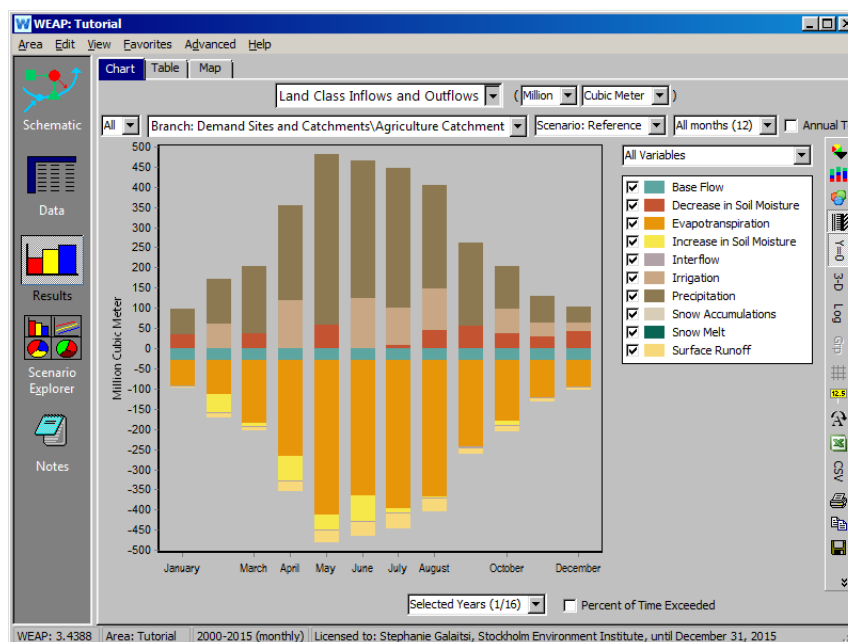 WEAP: Tutorial
Area Edit View Favorites Advanced Help
Chart Table Map
Land Class Inflows and Outflows ( Million Cubic Meter )
All Branch: Demand Sites and Catchments\Agriculture Catchment Scenario: Reference All months (12) Annual T
Schematic
Data
Results
Scenario
Explorer
Notes
Million Cubic Meter
500
450
400
350
300
250
200
150
100
50
0
-50
-100
-150
-200
-250
-300
-350
-400
-450
-500
January March April May June July August October December
All Variables
Base Flow
Decrease in Soil Moisture
Evapotranspiration
Increase in Soil Moisture
Interflow
Irrigation
Precipitation
Snow Accumulations
Snow Melt
Surface Runoff
Y=0
3-D
Log
Grp
12.5
A
CSV
Selected Years (1/16) Percent of Time Exceeded
WEAP: 3.4388 Area: Tutorial 2000-2015 (monthly) Licensed to: Stephanie Galaitsi, Stockholm Environment Institute, until December 31, 2015